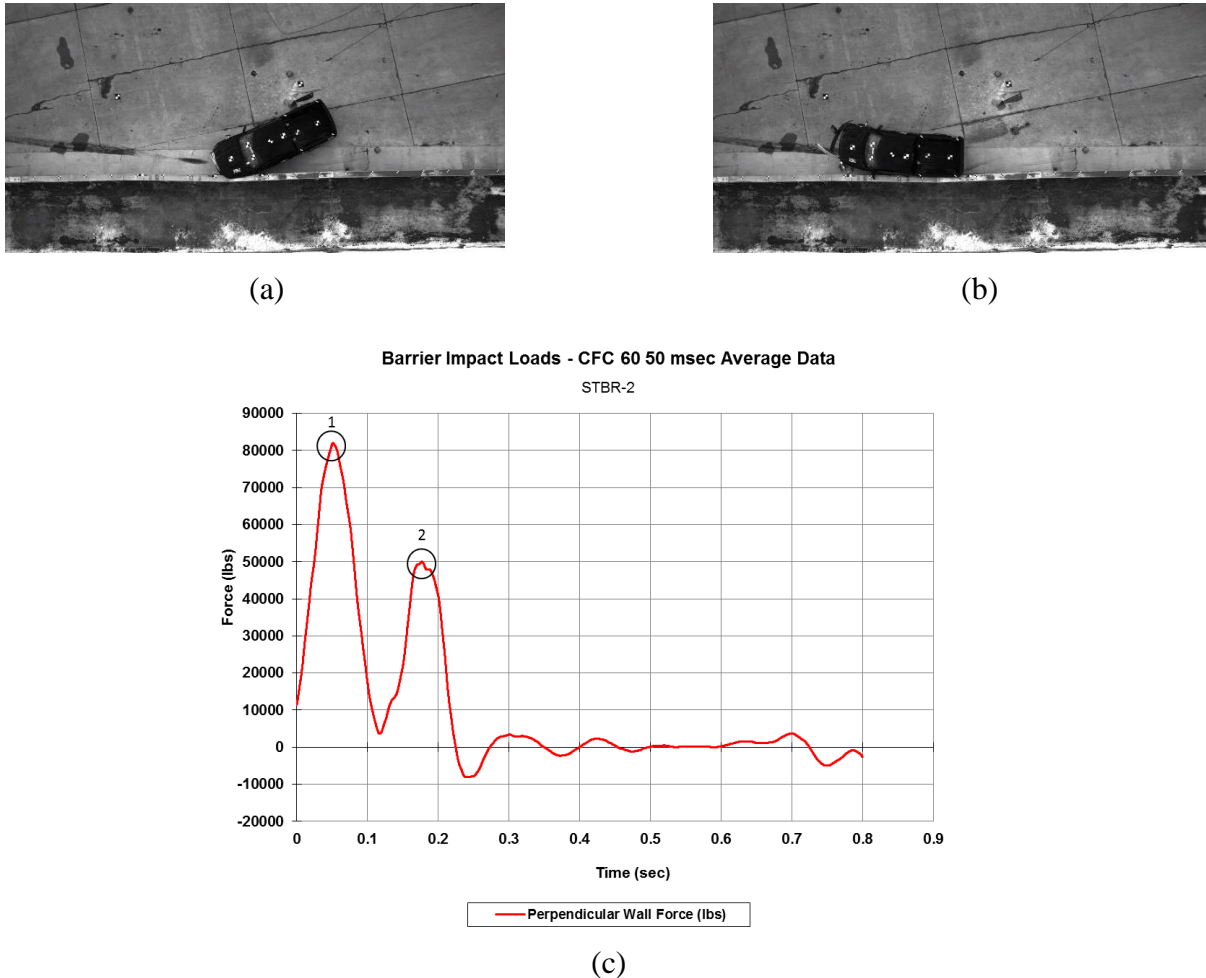 (a)
(b)
Barrier Impact Loads - CFC 60 50 msec Average Data
STBR-2
90000
80000
70000
60000
50000
40000
30000
20000
10000
0
-10000
-20000
Force (lbs)
1
2
0 0.1 0.2 0.3 0.4 0.5 0.6 0.7 0.8 0.9
Time (sec)
Perpendicular Wall Force (lbs)
(c)